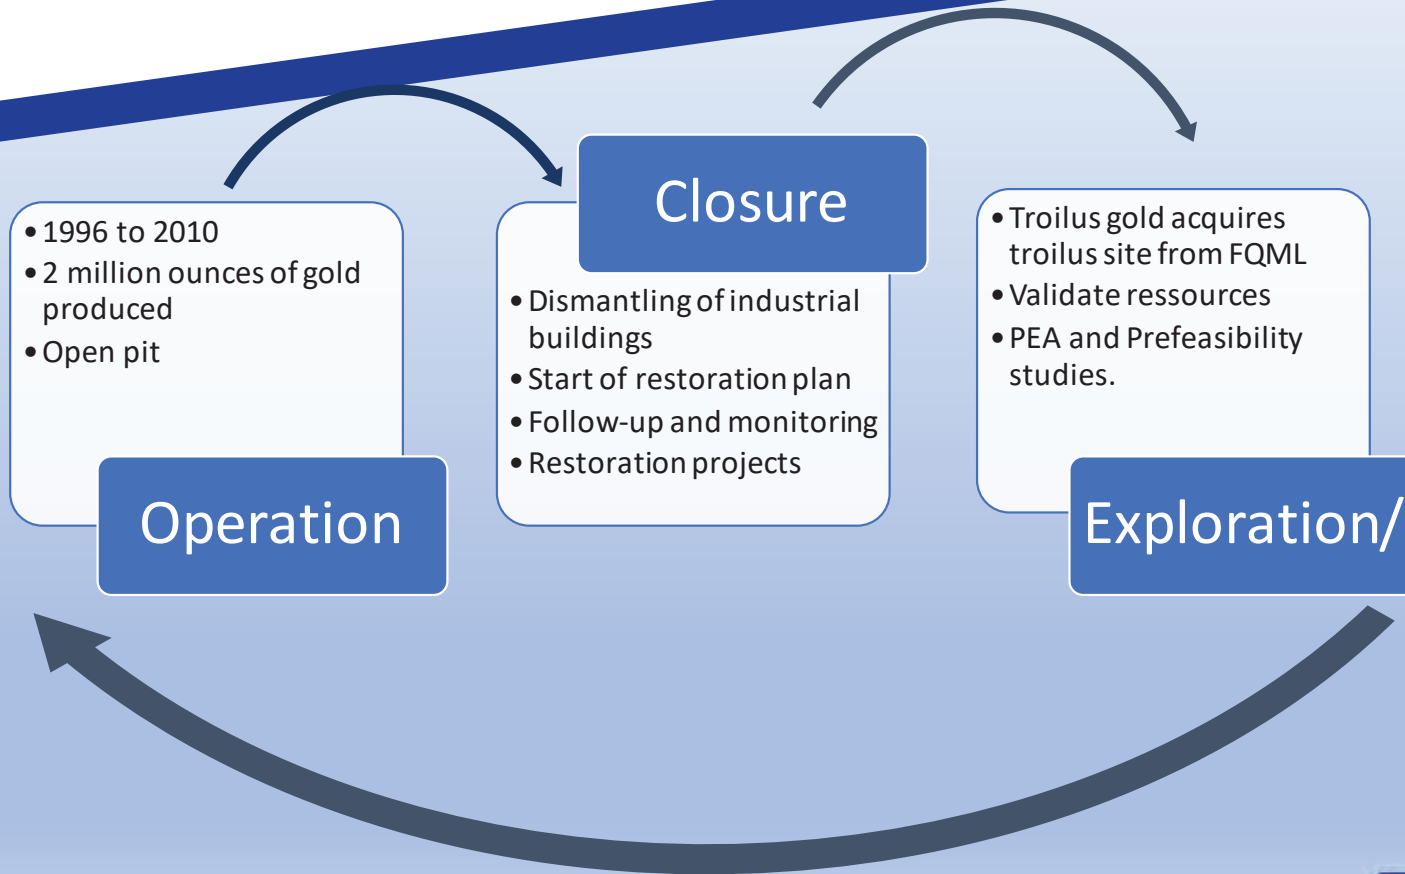 • 1996 to 2010
• 2 million ounces of gold
produced
• Open pit
Operation
Closure
• Dismantling of industrial
buildings
• Start of restoration plan
• Follow-up and monitoring
• Restoration projects
• Troilus gold acquires
troilus site from FQML
• Validate ressources
• PEA and Prefeasibility
studies.
Exploration/